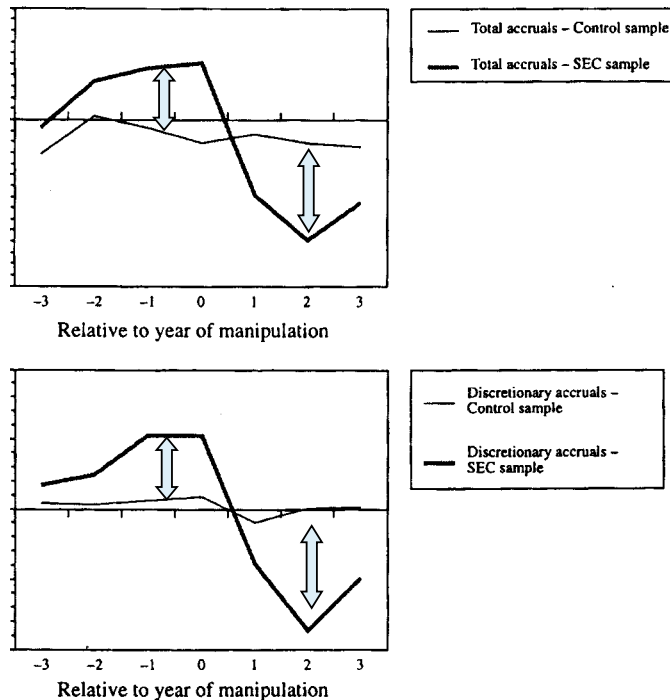 Total accruals – Control sample
Total accruals – SEC sample
-3 -2 -1 0 1 2 3
Relative to year of manipulation
Discretionary accruals –
Control sample
Discretionary accruals –
SEC sample
-3 -2 -1 0 1 2 3
Relative to year of manipulation